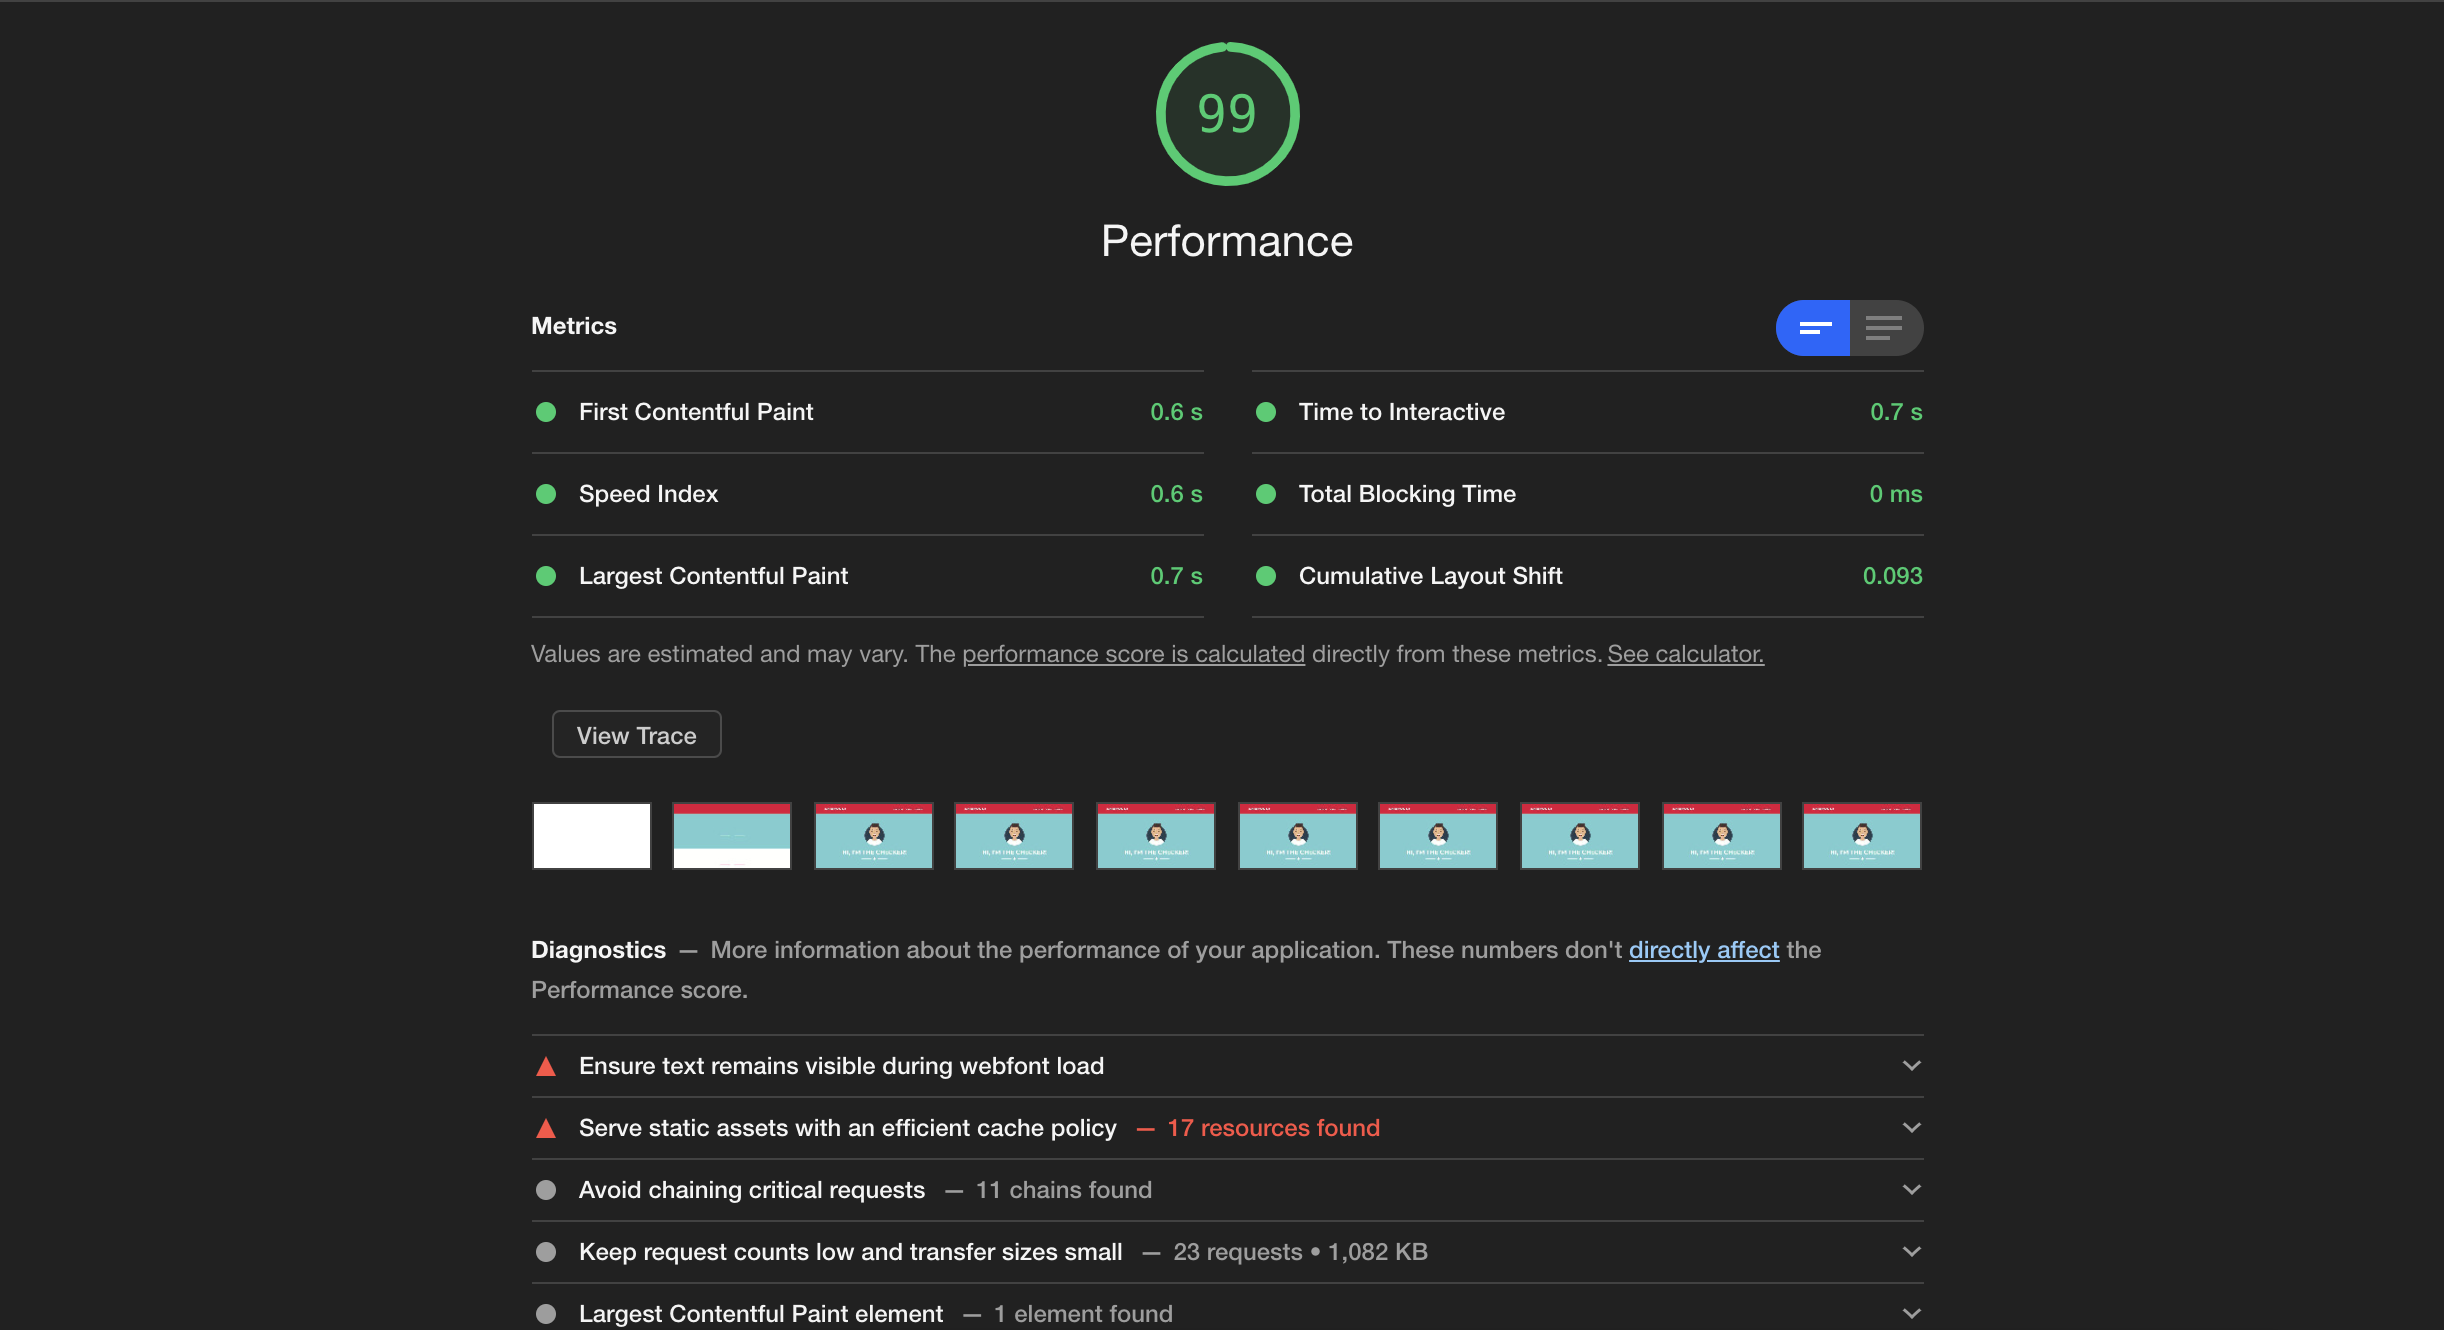 99
Performance
Metrics
First Contentful Paint 0.6 s
Time to Interactive 0.7 s
Speed Index 0.6 s
Total Blocking Time 0 ms
Largest Contentful Paint 0.7 s
Cumulative Layout Shift 0.093
Values are estimated and may vary. The performance score is calculated directly from these metrics. See calculator.
View Trace
Diagnostics — More information about the performance of your application. These numbers don't directly affect the
Performance score.
Ensure text remains visible during webfont load
Serve static assets with an efficient cache policy — 17 resources found
Avoid chaining critical requests — 11 chains found
Keep request counts low and transfer sizes small — 23 requests • 1,082 KB
Largest Contentful Paint element — 1 element found